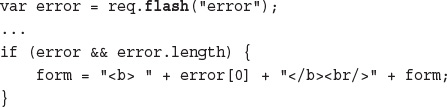 var error = req.flash("error");
...
if (error && error.length) {
    form = "<b> " + error[0] + "</b><br/>" + form;
}